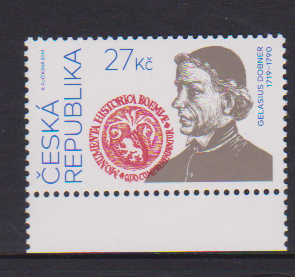 27 Kč
ČESKÁ
REPUBLIKA
GELASIUS DOBNER
1719–1790
MONUMENTA HISTORICA BOEMIAE